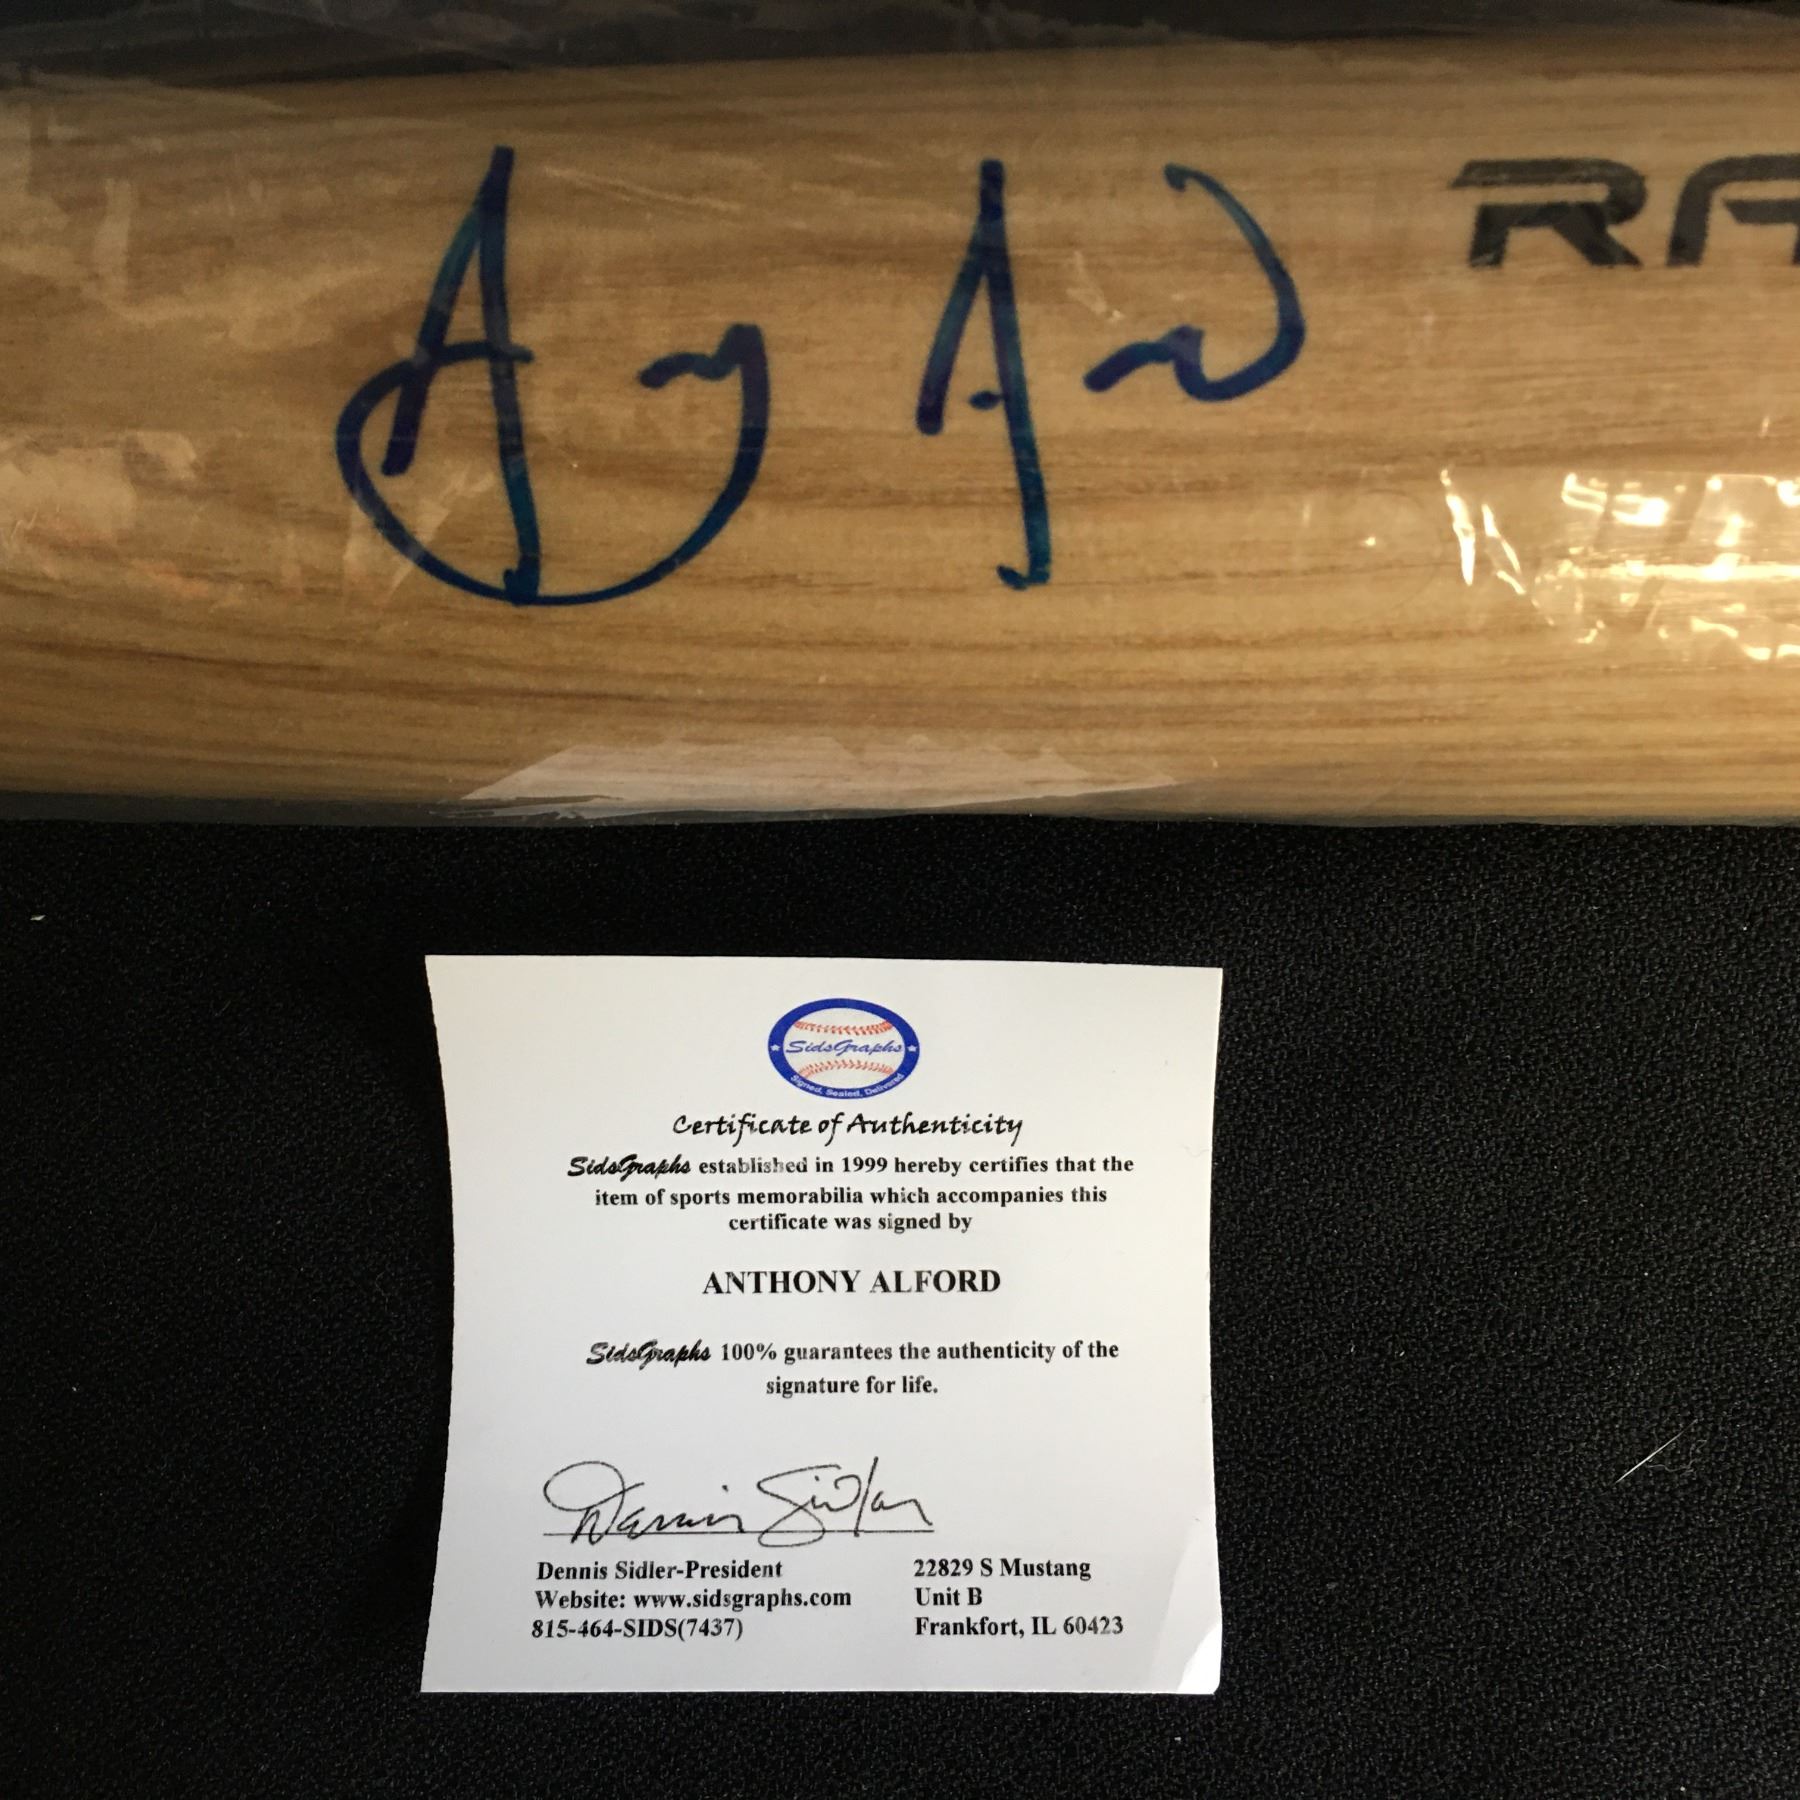 RA
SidsGraphs
Signed, Sealed, Delivered
Certificate of Authenticity
SidsGraphs established in 1999 hereby certifies that the
item of sports memorabilia which accompanies this
certificate was signed by
ANTHONY ALFORD
SidsGraphs 100% guarantees the authenticity of the
signature for life.
Dennis Sidler
Dennis Sidler-President
Website: www.sidsgraphs.com
815-464-SIDS(7437)
22829 S Mustang
Unit B
Frankfort, IL 60423